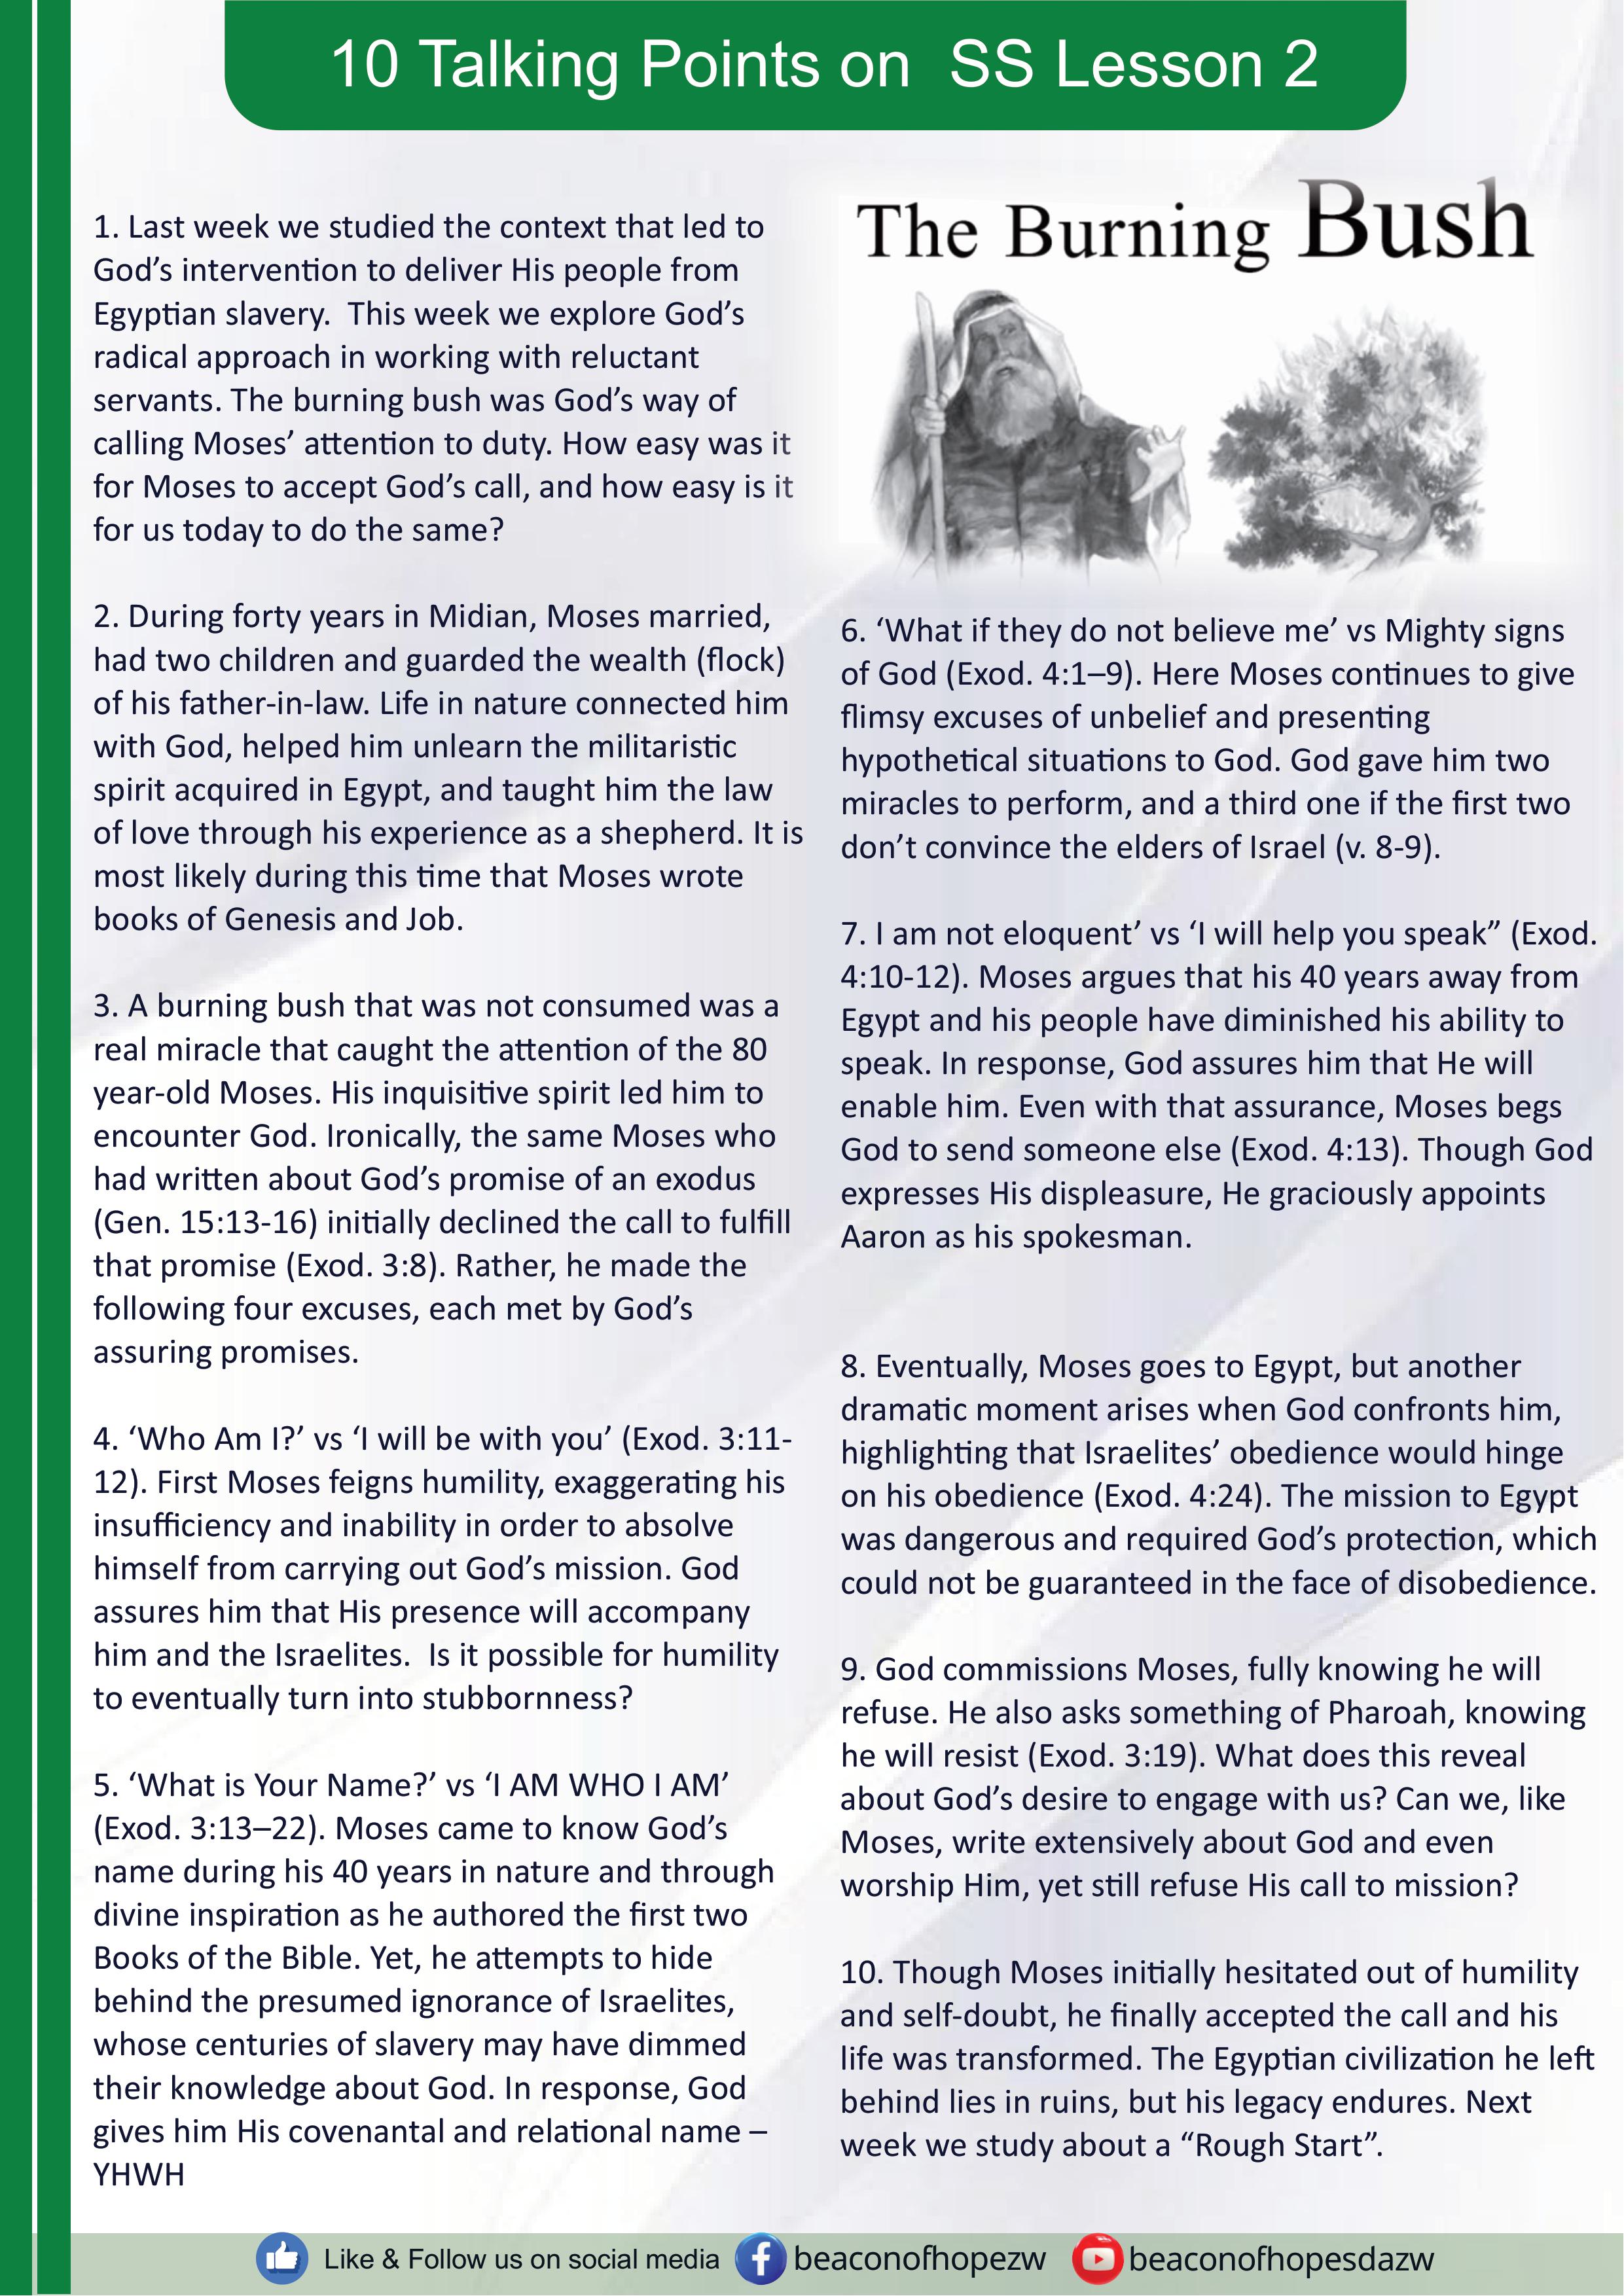 10 Talking Points on  SS Lesson 2
1. Last week we studied the context that led to
God’s intervention to deliver His people from
Egyptian slavery.  This week we explore God’s
radical approach in working with reluctant
servants. The burning bush was God’s way of
calling Moses’ attention to duty. How easy was it
for Moses to accept God’s call, and how easy is it
for us today to do the same?
2. During forty years in Midian, Moses married,
had two children and guarded the wealth (flock)
of his father-in-law. Life in nature connected him
with God, helped him unlearn the militaristic
spirit acquired in Egypt, and taught him the law
of love through his experience as a shepherd. It is
most likely during this time that Moses wrote
books of Genesis and Job.
3. A burning bush that was not consumed was a
real miracle that caught the attention of the 80
year-old Moses. His inquisitive spirit led him to
encounter God. Ironically, the same Moses who
had written about God’s promise of an exodus
(Gen. 15:13-16) initially declined the call to fulfill
that promise (Exod. 3:8). Rather, he made the
following four excuses, each met by God’s
assuring promises.
4. ‘Who Am I?’ vs ‘I will be with you’ (Exod. 3:11-
12). First Moses feigns humility, exaggerating his
insufficiency and inability in order to absolve
himself from carrying out God’s mission. God
assures him that His presence will accompany
him and the Israelites.  Is it possible for humility
to eventually turn into stubbornness?
5. ‘What is Your Name?’ vs ‘I AM WHO I AM’
(Exod. 3:13–22). Moses came to know God’s
name during his 40 years in nature and through
divine inspiration as he authored the first two
Books of the Bible. Yet, he attempts to hide
behind the presumed ignorance of Israelites,
whose centuries of slavery may have dimmed
their knowledge about God. In response, God
gives him His covenantal and relational name –
YHWH
The Burning Bush
6. ‘What if they do not believe me’ vs Mighty signs
of God (Exod. 4:1–9). Here Moses continues to give
flimsy excuses of unbelief and presenting
hypothetical situations to God. God gave him two
miracles to perform, and a third one if the first two
don’t convince the elders of Israel (v. 8-9).
7. I am not eloquent’ vs ‘I will help you speak” (Exod.
4:10-12). Moses argues that his 40 years away from
Egypt and his people have diminished his ability to
speak. In response, God assures him that He will
enable him. Even with that assurance, Moses begs
God to send someone else (Exod. 4:13). Though God
expresses His displeasure, He graciously appoints
Aaron as his spokesman.
8. Eventually, Moses goes to Egypt, but another
dramatic moment arises when God confronts him,
highlighting that Israelites’ obedience would hinge
on his obedience (Exod. 4:24). The mission to Egypt
was dangerous and required God’s protection, which
could not be guaranteed in the face of disobedience.
9. God commissions Moses, fully knowing he will
refuse. He also asks something of Pharoah, knowing
he will resist (Exod. 3:19). What does this reveal
about God’s desire to engage with us? Can we, like
Moses, write extensively about God and even
worship Him, yet still refuse His call to mission?
10. Though Moses initially hesitated out of humility
and self-doubt, he finally accepted the call and his
life was transformed. The Egyptian civilization he left
behind lies in ruins, but his legacy endures. Next
week we study about a “Rough Start”.
Like & Follow us on social media beaconofhopezw beaconofhopesdazw